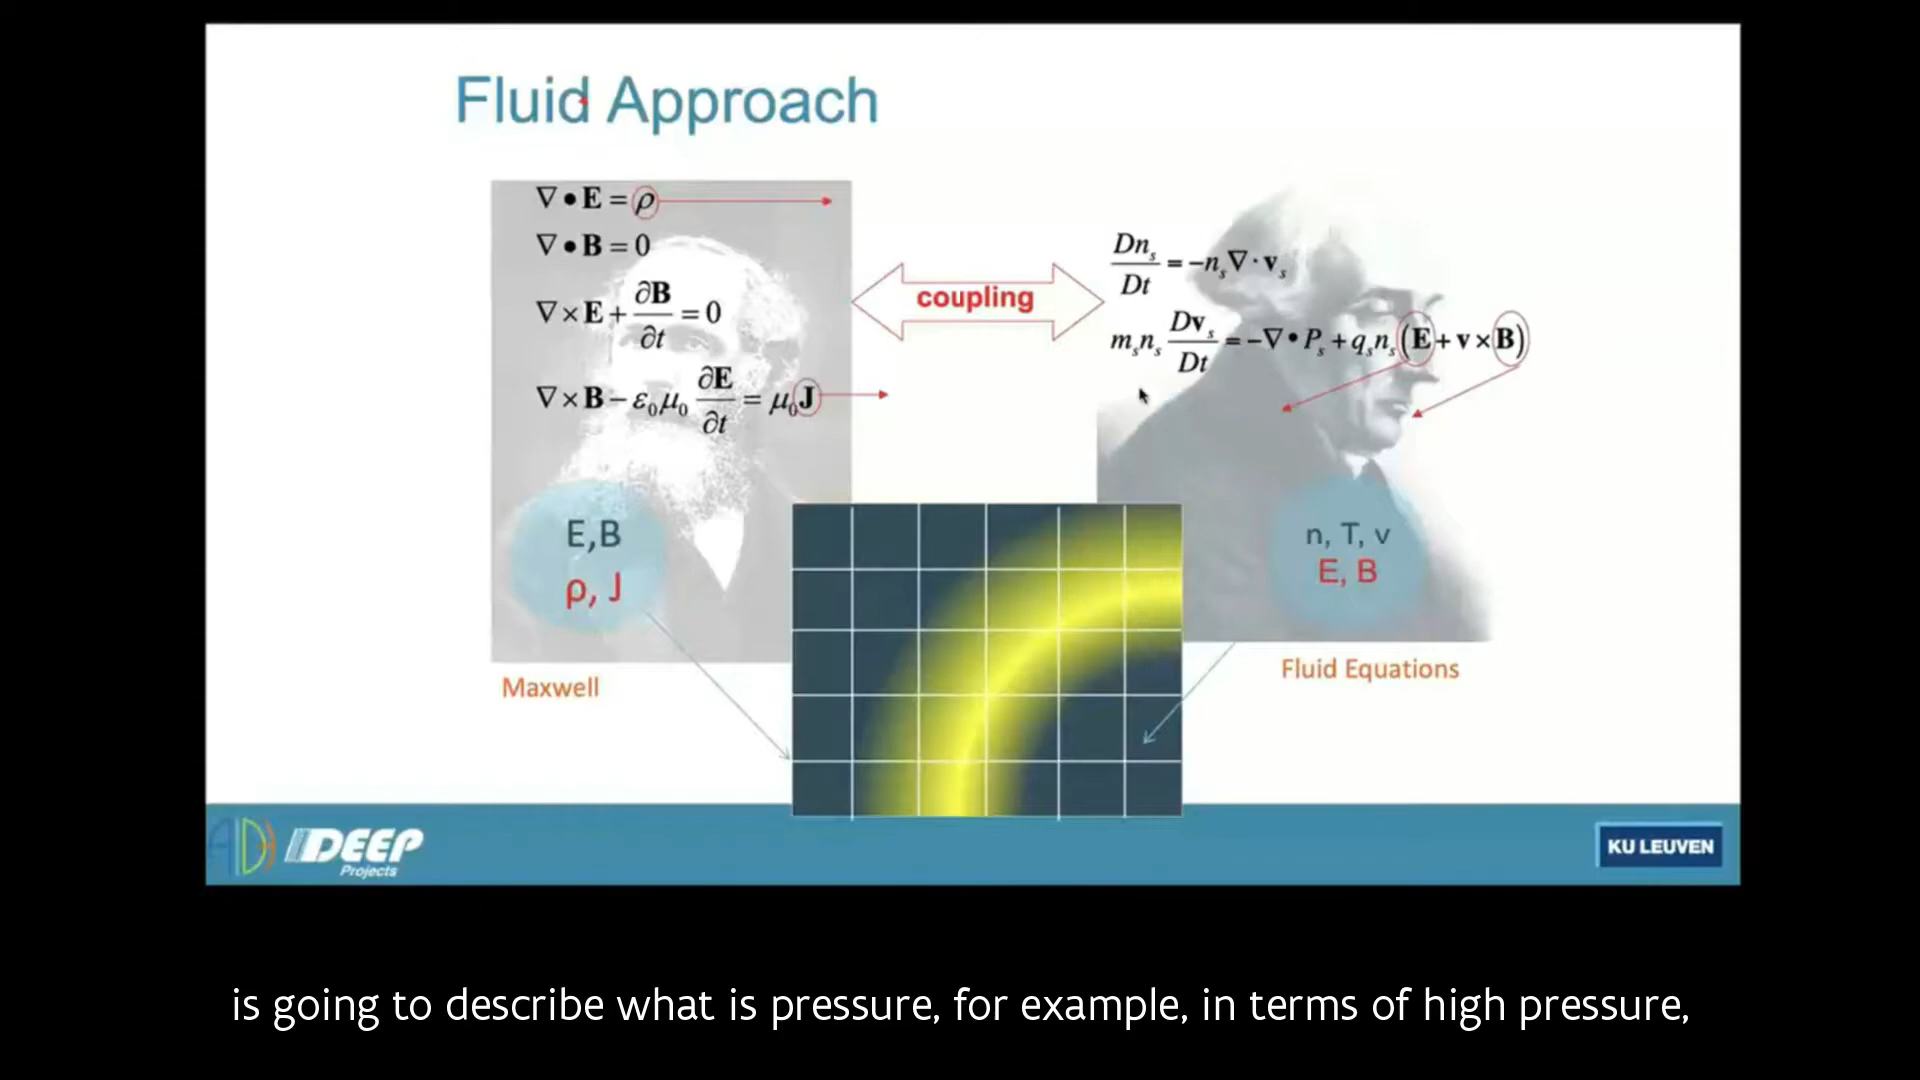 Fluid Approach
∇ • E = ρ
∇ • B = 0
∇ × E + ∂B/∂t = 0
∇ × B − ε₀μ₀ ∂E/∂t = μ₀J
coupling
Dnₛ/Dt = −nₛ∇ · vₛ
mₛnₛ Dvₛ/Dt = −∇ • Pₛ + qₛnₛ(E + v × B)
E,B
ρ, J
n, T, v
E, B
Maxwell
Fluid Equations
DEEP
Projects
KU LEUVEN
is going to describe what is pressure, for example, in terms of high pressure,